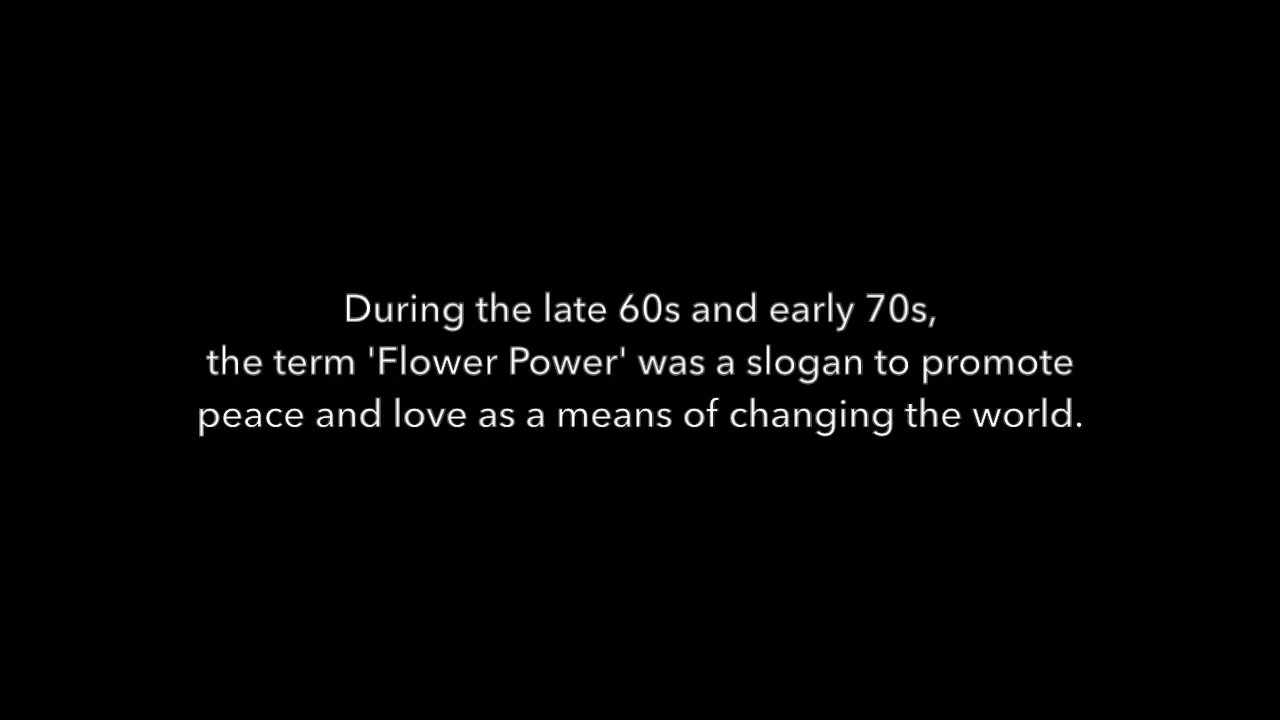 During the late 60s and early 70s,
the term 'Flower Power' was a slogan to promote
peace and love as a means of changing the world.